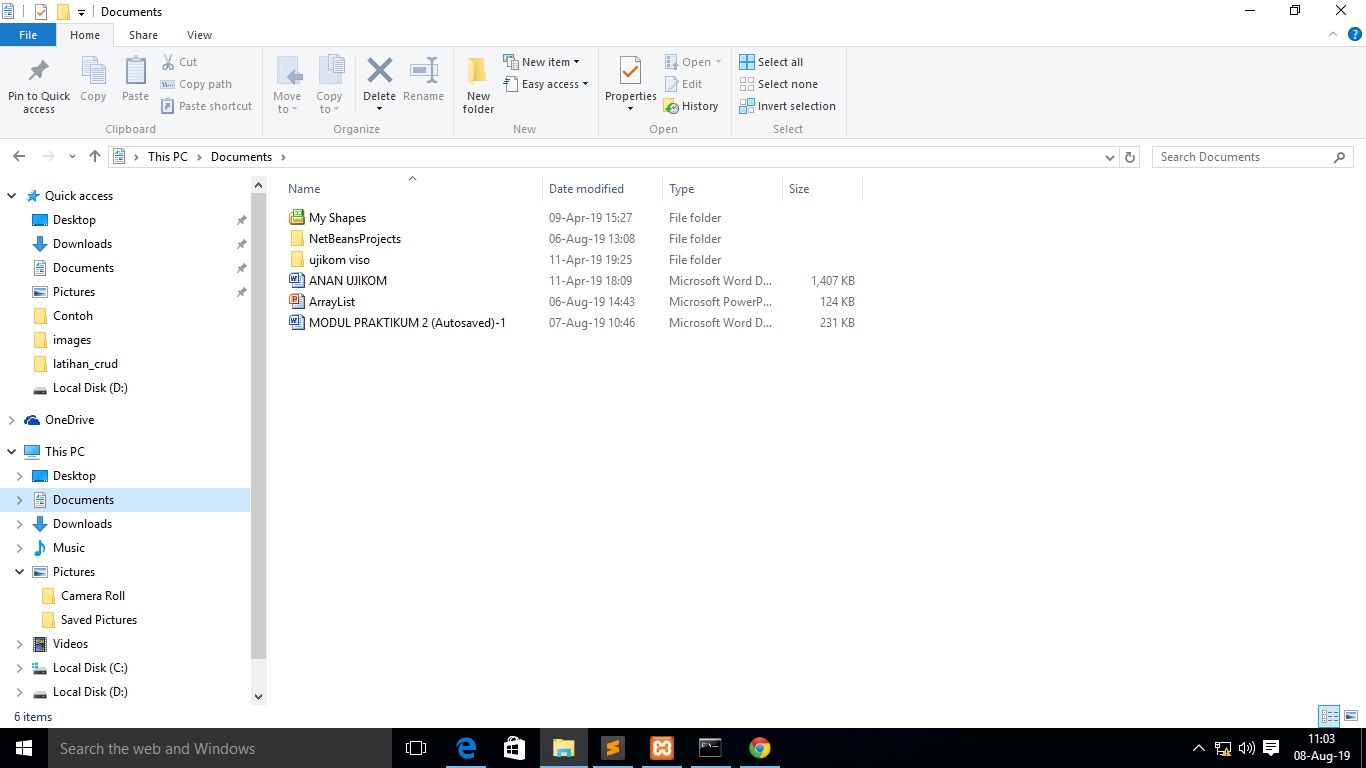 Documents
File Home Share View
Pin to Quick access
Copy
Paste
Cut
Copy path
Paste shortcut
Clipboard
Move to
Copy to
Delete
Rename
Organize
New folder
New item
Easy access
New
Properties
Open
Edit
History
Open
Select all
Select none
Invert selection
Select
This PC Documents
Search Documents
Quick access
Desktop
Downloads
Documents
Pictures
Contoh
images
latihan_crud
Local Disk (D:)
OneDrive
This PC
Desktop
Documents
Downloads
Music
Pictures
Camera Roll
Saved Pictures
Videos
Local Disk (C:)
Local Disk (D:)
Name Date modified Type Size
My Shapes 09-Apr-19 15:27 File folder
NetBeansProjects 06-Aug-19 13:08 File folder
ujikom viso 11-Apr-19 19:25 File folder
ANAN UJIKOM 11-Apr-19 18:09 Microsoft Word D... 1,407 KB
ArrayList 06-Aug-19 14:43 Microsoft PowerP... 124 KB
MODUL PRAKTIKUM 2 (Autosaved)-1 07-Aug-19 10:46 Microsoft Word D... 231 KB
6 items
Search the web and Windows
11:03
08-Aug-19